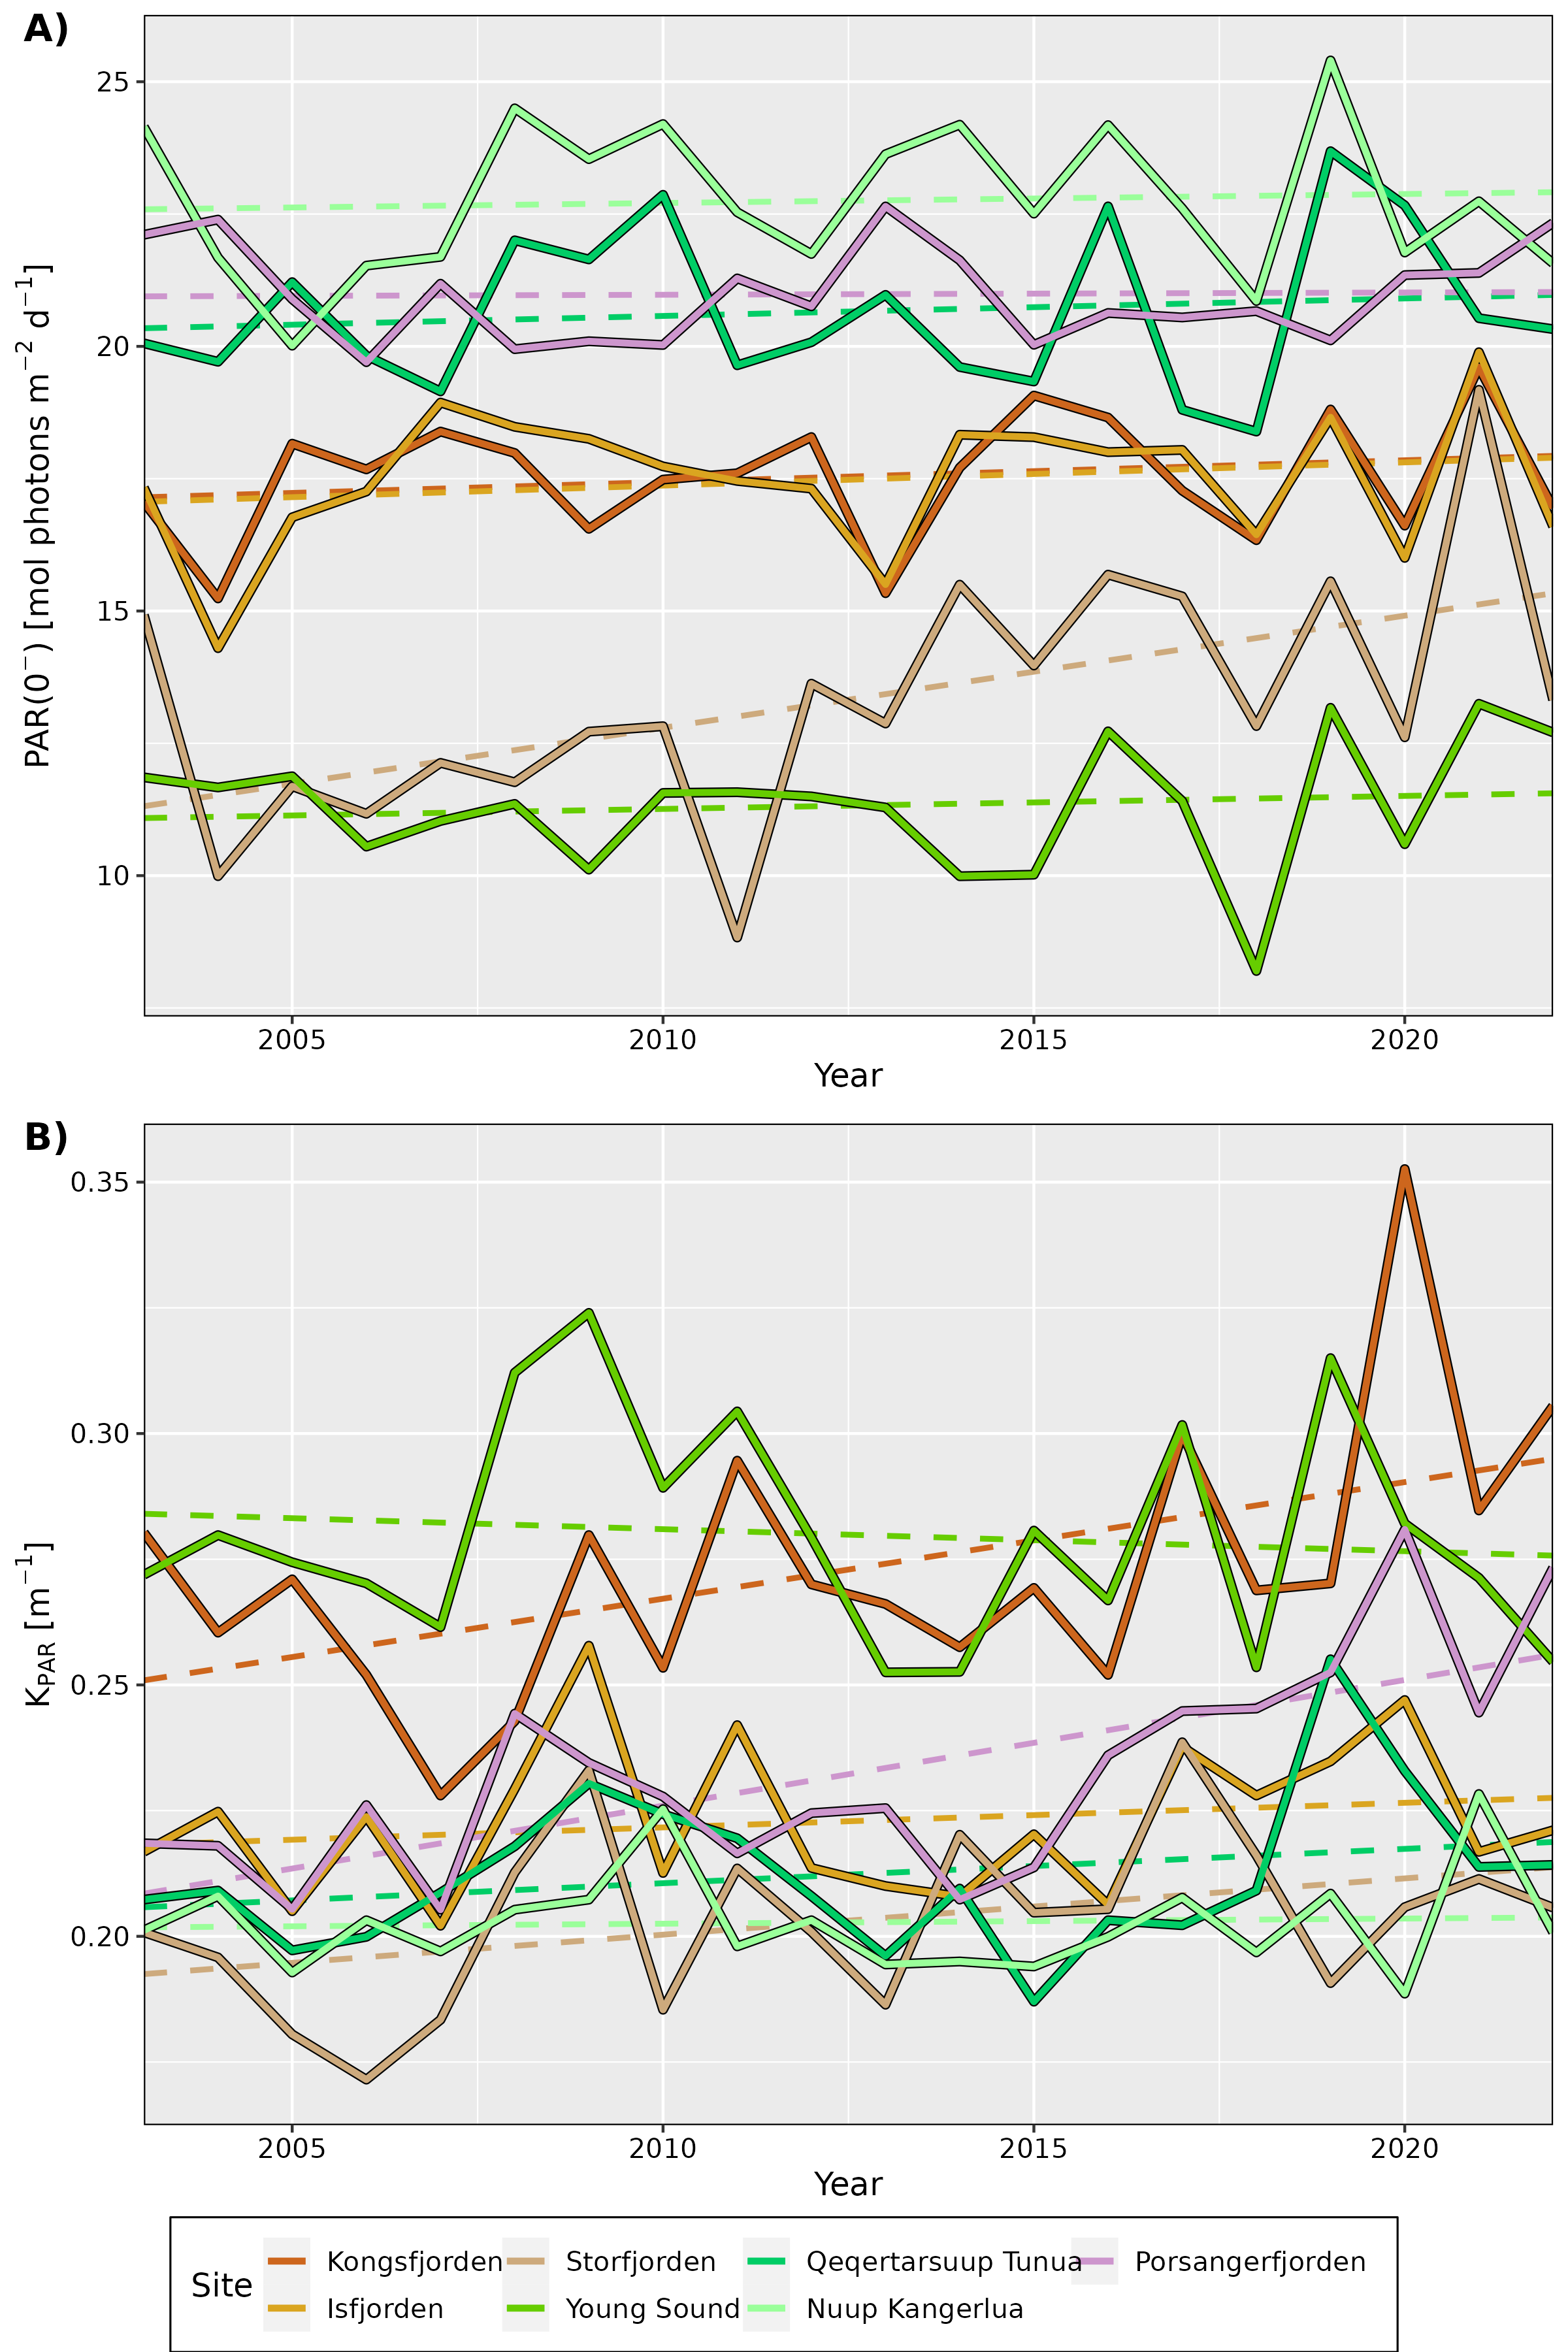 A)
25
20
15
10
PAR(0⁻) [mol photons m⁻² d⁻¹]
2005 2010 2015 2020
Year
B)
0.35
0.30
0.25
0.20
K_PAR [m⁻¹]
2005 2010 2015 2020
Year
Site
Kongsfjorden Storfjorden Qeqertarsuup Tunua Porsangerfjorden
Isfjorden Young Sound Nuup Kangerlua